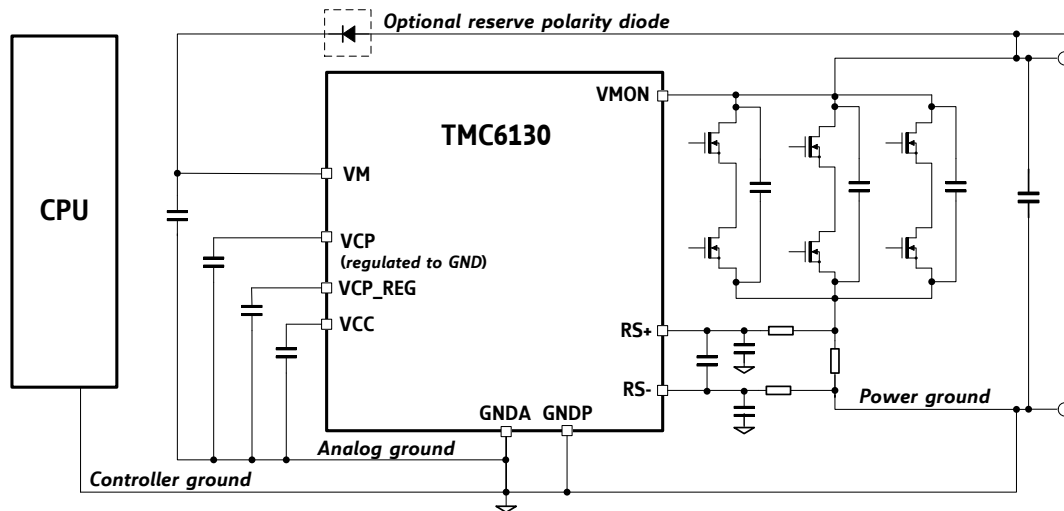 Optional reserve polarity diode
VMON
TMC6130
VM
CPU
VCP
(regulated to GND)
VCP_REG
VCC
RS+
RS-
Power ground
GNDA GNDP
Analog ground
Controller ground